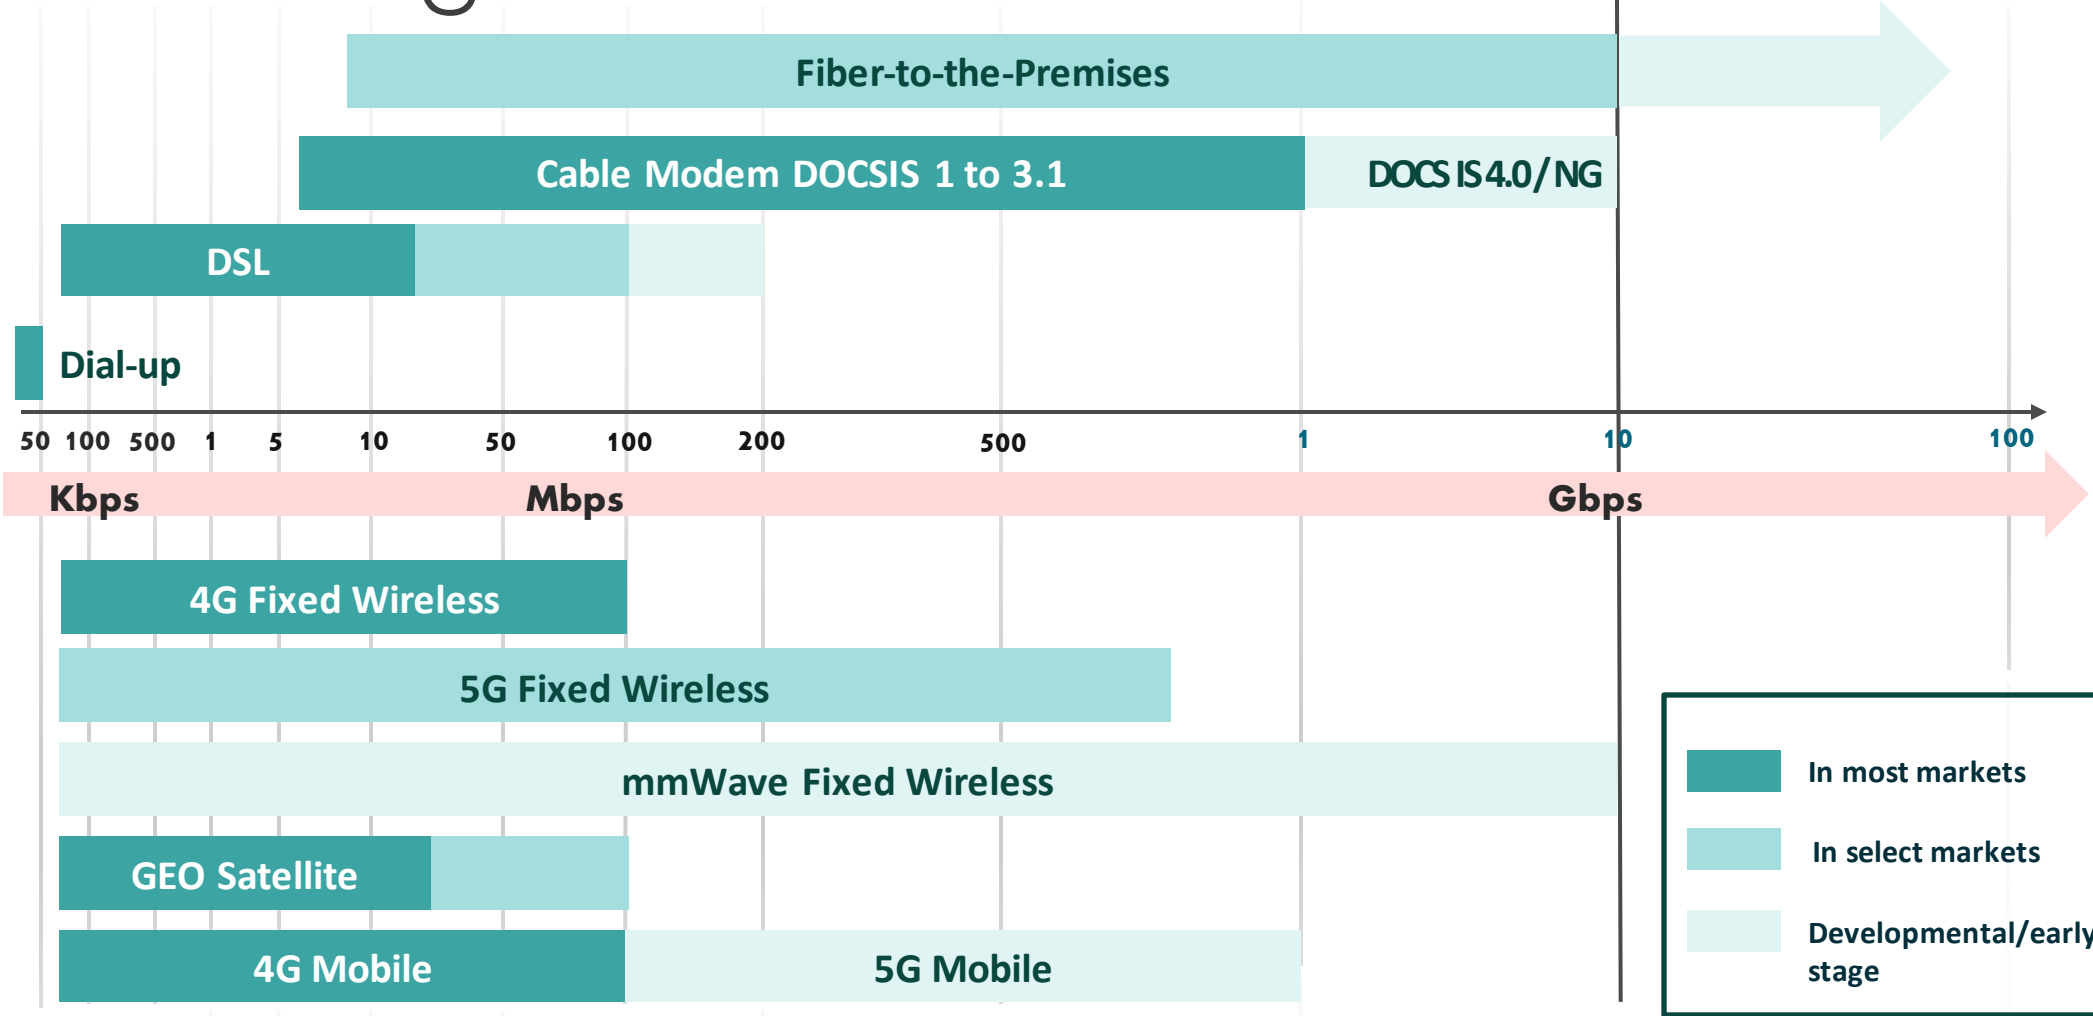 Fiber-to-the-Premises
Cable Modem DOCSIS 1 to 3.1
DOCSIS4.0/NG
DSL
Dial-up
50 100 500 1 5 10 50 100 200 500 1 10 100
Kbps Mbps Gbps
4G Fixed Wireless
5G Fixed Wireless
mmWave Fixed Wireless
GEO Satellite
4G Mobile 5G Mobile
In most markets
In select markets
Developmental/early
stage